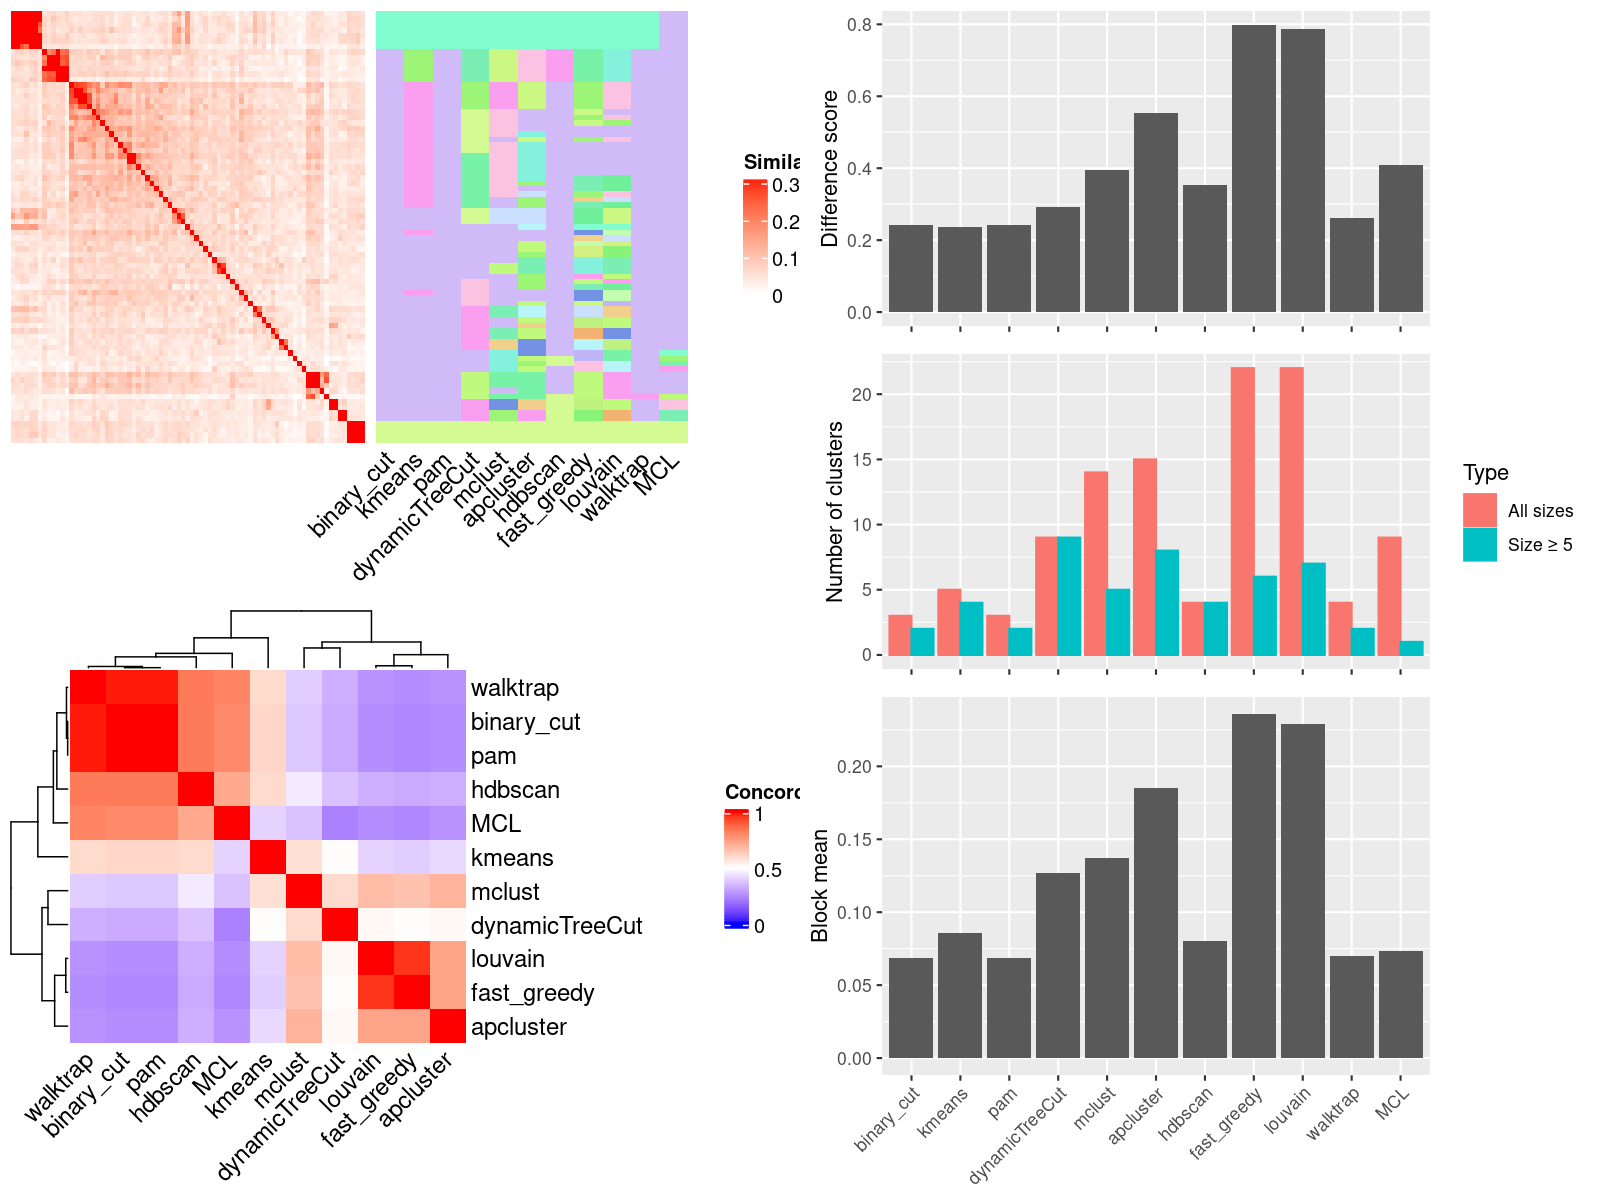 Simila
0.3
0.2
0.1
0
binary_cut
kmeans
pam
dynamicTreeCut
mclust
apcluster
hdbscan
fast_greedy
louvain
walktrap
MCL
walktrap
binary_cut
pam
hdbscan
MCL
kmeans
mclust
dynamicTreeCut
louvain
fast_greedy
apcluster
Concord
1
0.5
0
walktrap
binary_cut
pam
hdbscan
MCL
kmeans
mclust
dynamicTreeCut
louvain
fast_greedy
apcluster
Difference score
0.8
0.6
0.4
0.2
0.0
Number of clusters
20
15
10
5
0
Type
All sizes
Size ≥ 5
Block mean
0.20
0.15
0.10
0.05
0.00
binary_cut
kmeans
pam
dynamicTreeCut
mclust
apcluster
hdbscan
fast_greedy
louvain
walktrap
MCL